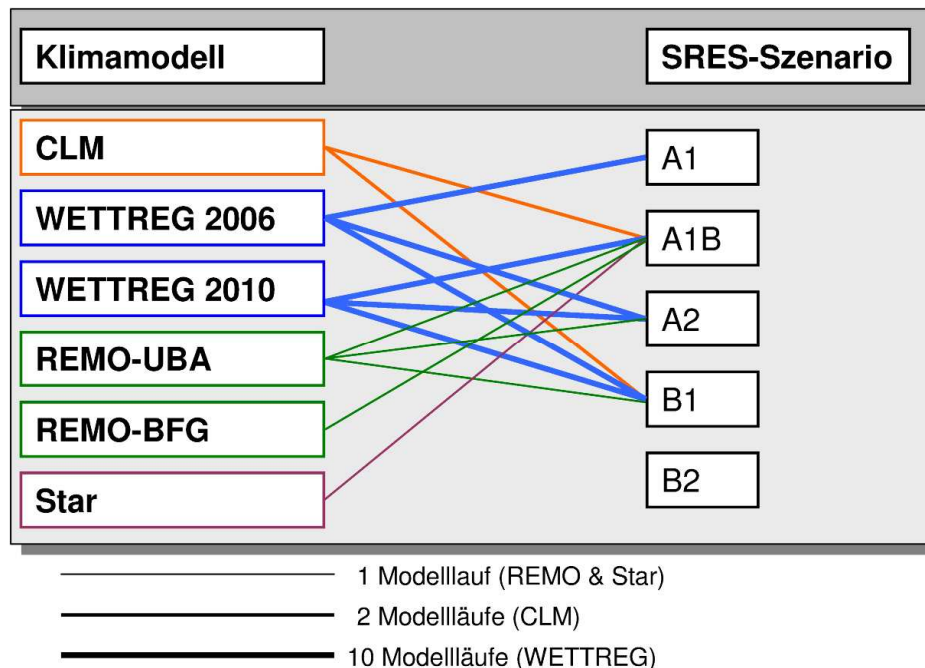 Klimamodell
SRES-Szenario
CLM
WETTREG 2006
WETTREG 2010
REMO-UBA
REMO-BFG
Star
A1
A1B
A2
B1
B2
1 Modelllauf (REMO & Star)
2 Modellläufe (CLM)
10 Modellläufe (WETTREG)